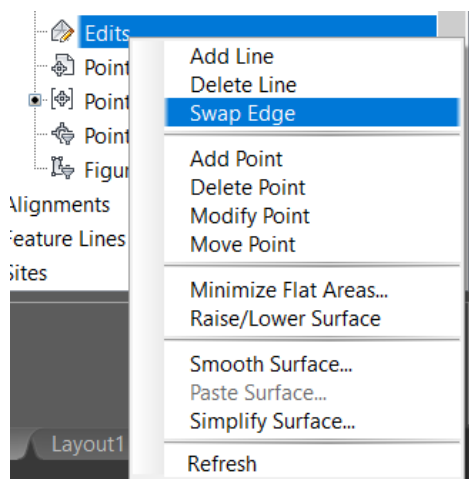 Edits
Add Line
Delete Line
Swap Edge
Add Point
Delete Point
Modify Point
Move Point
Minimize Flat Areas...
Raise/Lower Surface
Smooth Surface...
Paste Surface...
Simplify Surface...
Refresh
Point
Point
Point
Figur
Alignments
Feature Lines
Sites
Layout1